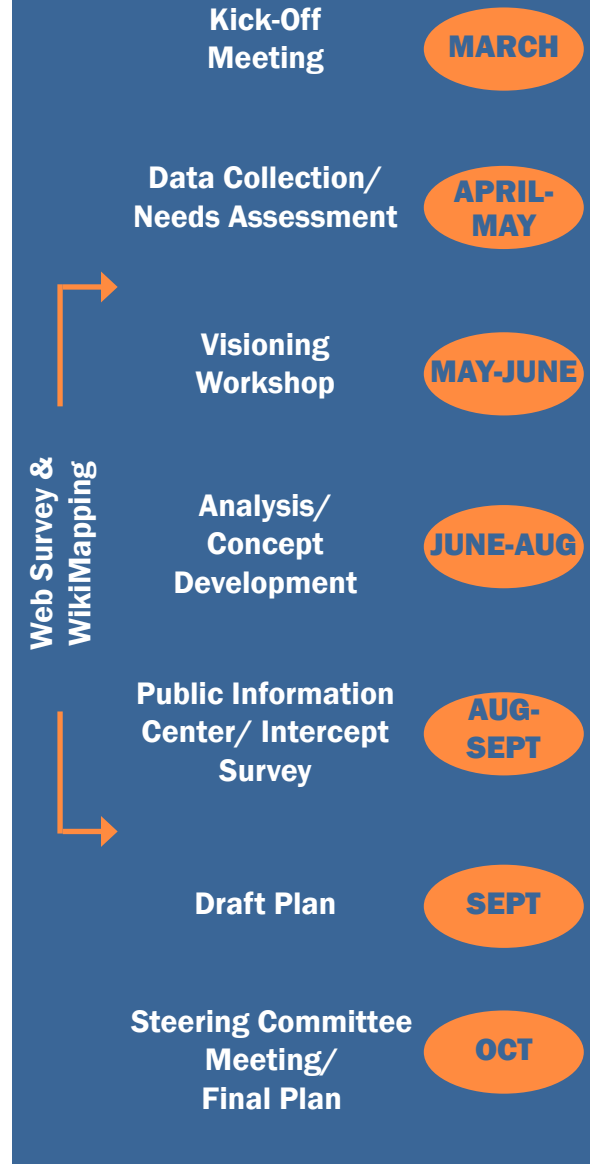 Kick-Off
Meeting
MARCH
Data Collection/
Needs Assessment
APRIL-
MAY
Visioning
Workshop
MAY-JUNE
Web Survey &
WikiMapping
Analysis/
Concept
Development
JUNE-AUG
Public Information
Center/ Intercept
Survey
AUG-
SEPT
Draft Plan
SEPT
Steering Committee
Meeting/
Final Plan
OCT